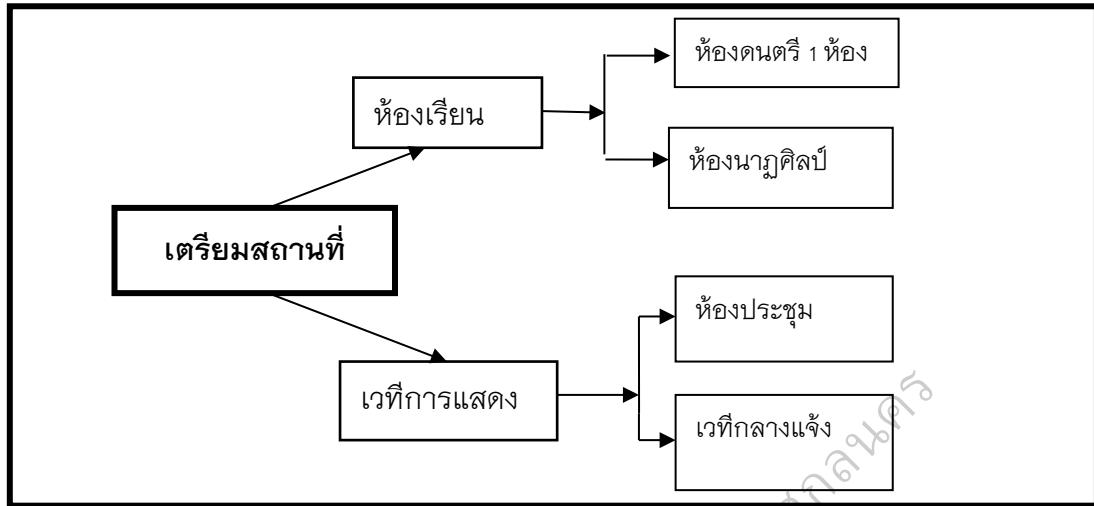 ห้องดนตรี 1 ห้อง
ห้องเรียน
ห้องนาฏศิลป์
เตรียมสถานที่
ห้องประชุม
เวทีการแสดง
เวทีกลางแจ้ง